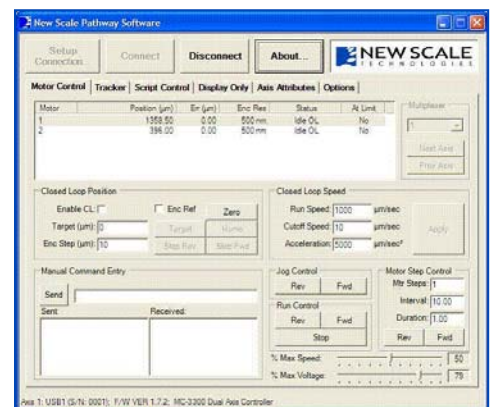 New Scale Pathway Software
Setup Connection... Connect Disconnect About... NEW SCALE
TECHNOLOGIES
Motor Control Tracker Script Control Display Only Axis Attributes Options
Motor Position (µm) Err (µm) Enc Res Status At Limit Multiplexer
1 1358.50 0.00 500 nm Idle OL No 1
2 396.00 0.00 500 nm Idle OL No
Next Axis
Prior Axis
Closed Loop Position Closed Loop Speed
Enable CL: Enc Ref Zero Run Speed: 1000 µm/sec
Target (µm): 0 Target Home Cutoff Speed: 10 µm/sec Apply
Enc Step (µm): 10 Step Rev Step Fwd Acceleration: 5000 µm/sec²
Manual Command Entry Jog Control Motor Step Control
Send Rev Fwd Mtr Steps: 1
Sent: Received: Run Control Interval: 10.00
Rev Fwd Duration: 1.00
Stop Rev Fwd
% Max Speed: 50
% Max Voltage: 79
Axis 1: USB1 (S/N: 0001); F/W VER 1.7.2; MC-3300 Dual Axis Controller